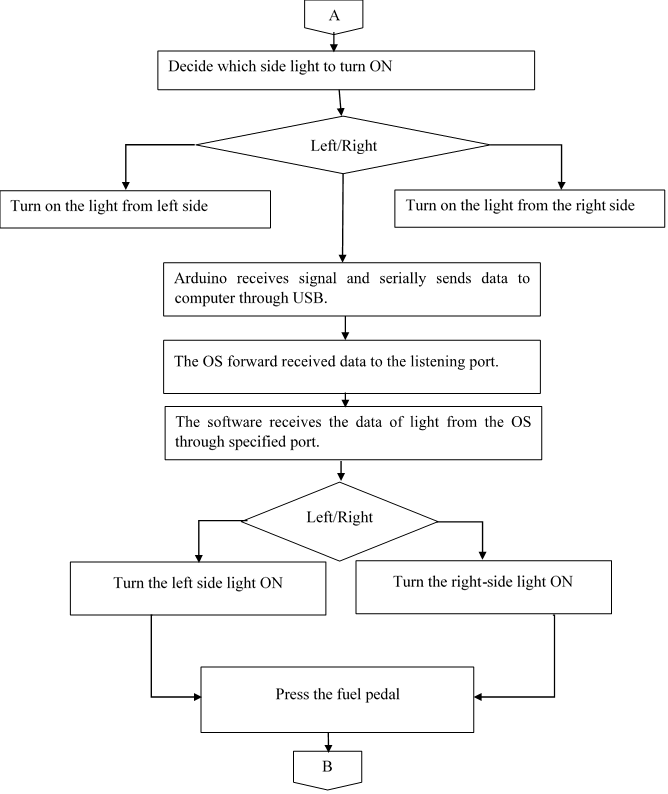 A
Decide which side light to turn ON
Left/Right
Turn on the light from left side
Turn on the light from the right side
Arduino receives signal and serially sends data to
computer through USB.
The OS forward received data to the listening port.
The software receives the data of light from the OS
through specified port.
Left/Right
Turn the left side light ON
Turn the right-side light ON
Press the fuel pedal
B